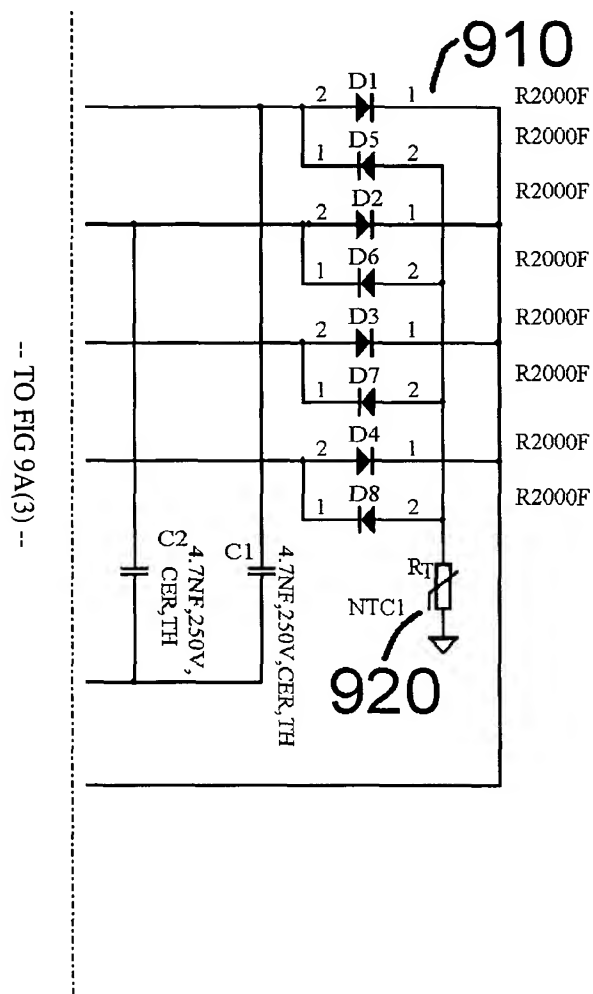 910
D1
2 1 R2000F
D5
R2000F
1 2
D2
R2000F
2 1
D6
R2000F
1 2
D3
R2000F
2 1
D7
R2000F
1 2
D4
R2000F
2 1
D8
R2000F
1 2
RT
NTC1
920
C2
4.7NF,250V,
CER,TH
C1
4.7NF,250V,CER,TH
-- TO FIG 9A(3) --